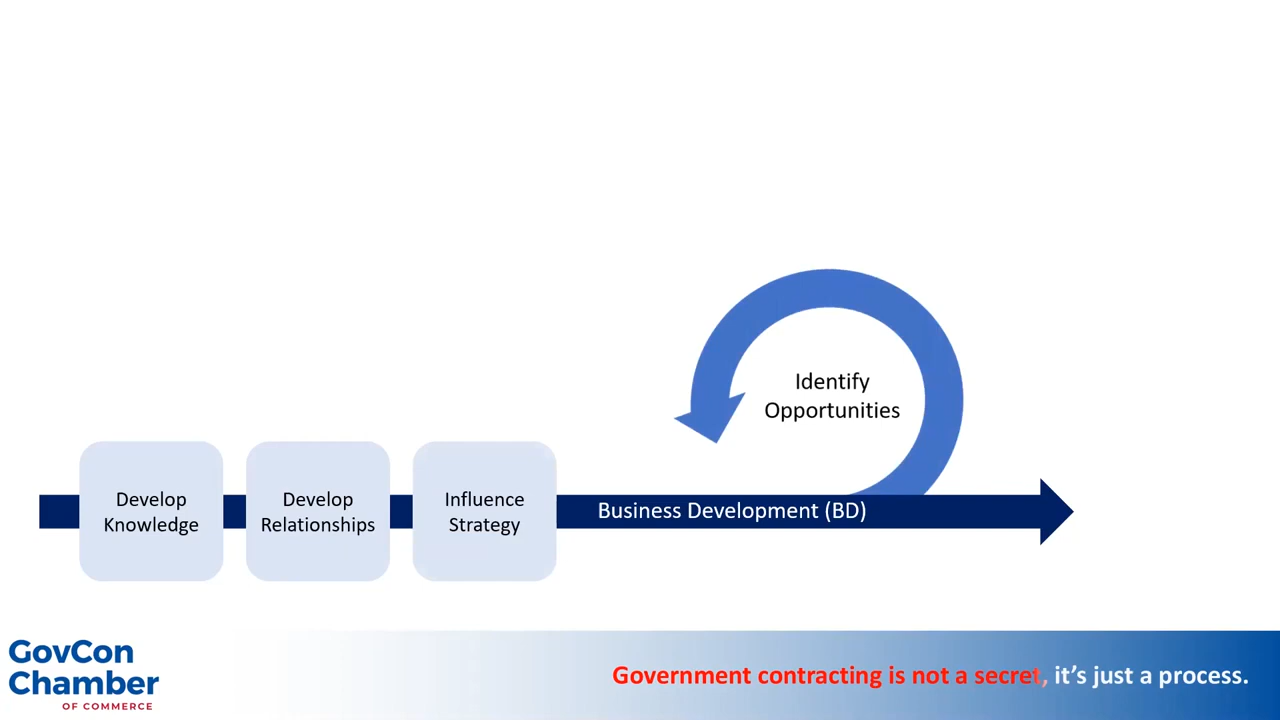 Identify
Opportunities
Develop
Knowledge
Develop
Relationships
Influence
Strategy
Business Development (BD)
GovCon
Chamber
OF COMMERCE
Government contracting is not a secret, it’s just a process.